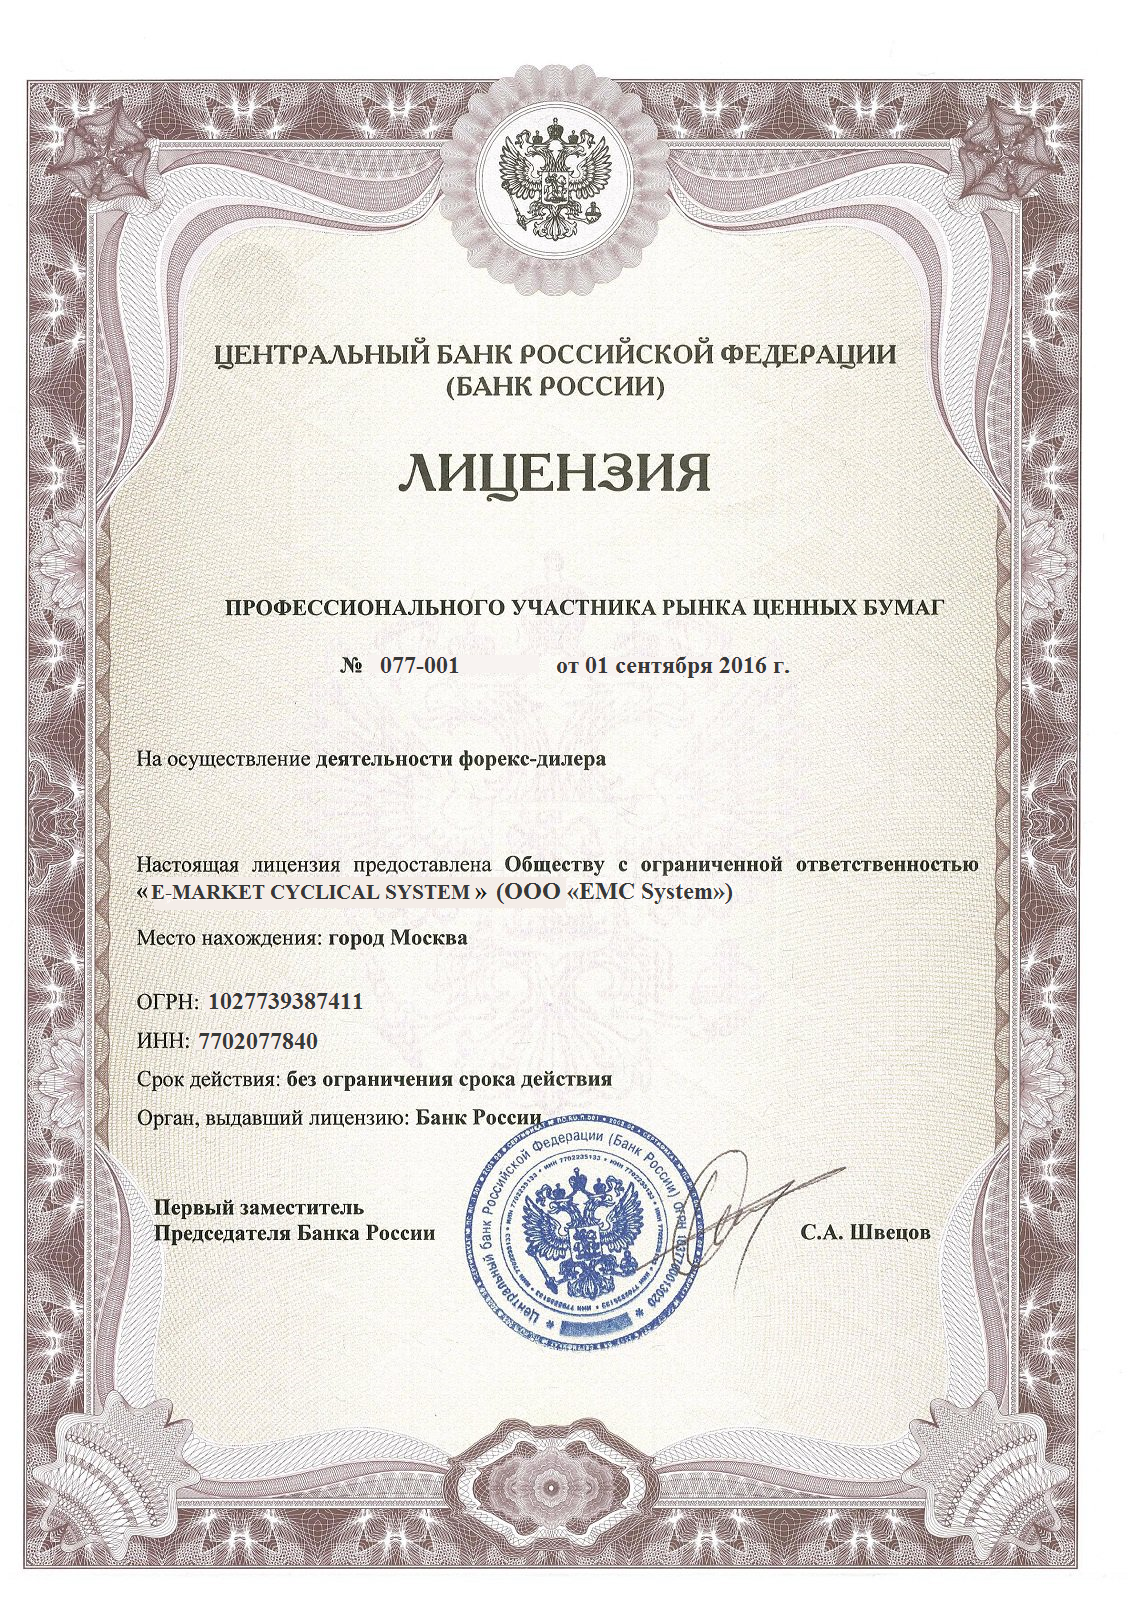 ЦЕНТРАЛЬНЫЙ БАНК РОССИЙСКОЙ ФЕДЕРАЦИИ
(БАНК РОССИИ)
ЛИЦЕНЗИЯ
ПРОФЕССИОНАЛЬНОГО УЧАСТНИКА РЫНКА ЦЕННЫХ БУМАГ
№ 077-001 от 01 сентября 2016 г.
На осуществление деятельности форекс-дилера
Настоящая лицензия предоставлена Обществу с ограниченной ответственностью
«E-MARKET CYCLICAL SYSTEM » (ООО «EMC System»)
Место нахождения: город Москва
ОГРН: 1027739387411
ИНН: 7702077840
Срок действия: без ограничения срока действия
Орган, выдавший лицензию: Банк России
Первый заместитель
Председателя Банка России
С.А. Швецов
Центральный банк Российской Федерации (Банк России) ОГРН 1037700013020
ИНН 7702235133